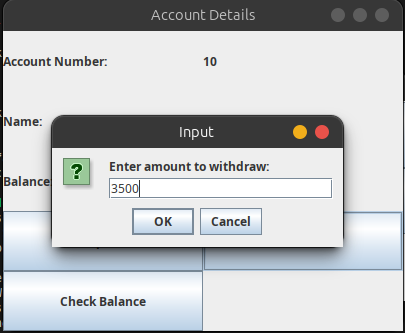 Account Details
Account Number: 10
Name:
Input
Enter amount to withdraw:
?
3500
Balance
OK Cancel
Check Balance